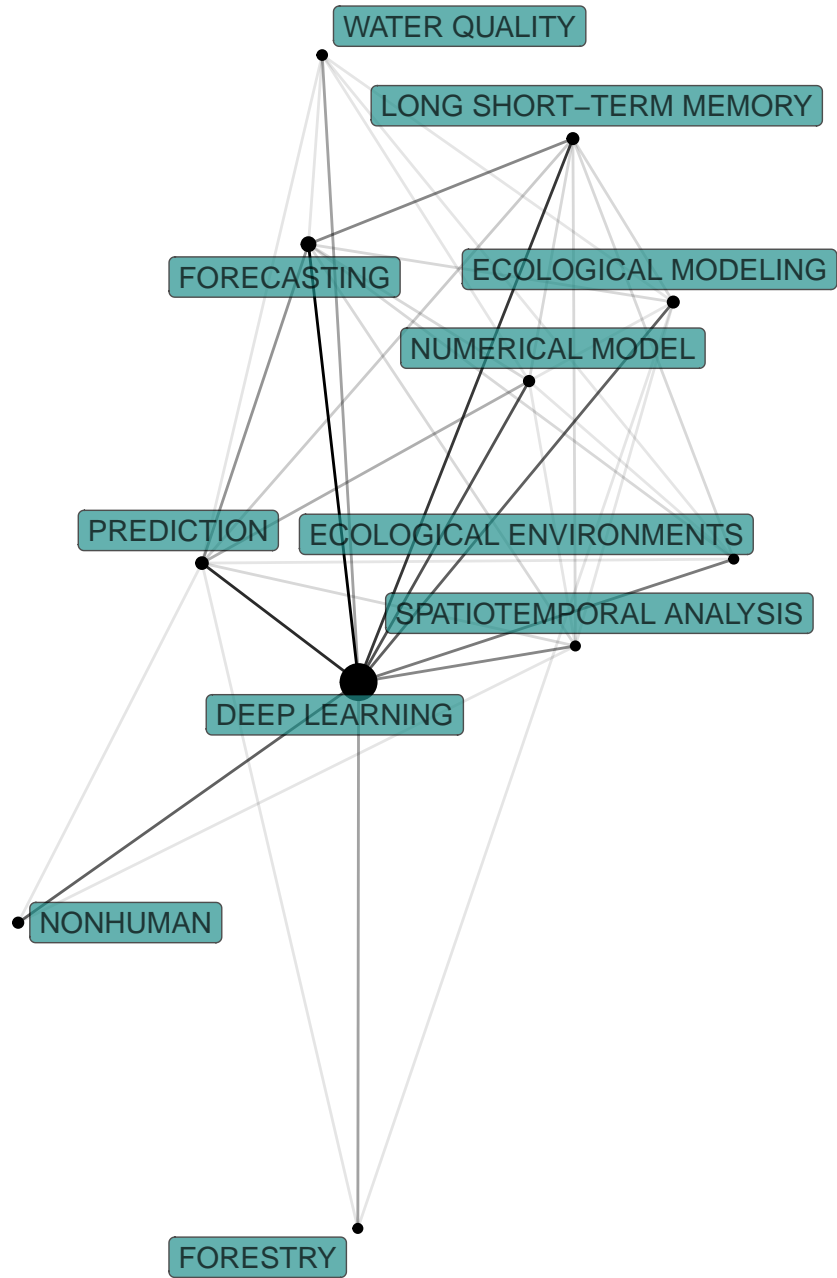 WATER QUALITY
LONG SHORT−TERM MEMORY
FORECASTING
ECOLOGICAL MODELING
NUMERICAL MODEL
PREDICTION
ECOLOGICAL ENVIRONMENTS
SPATIOTEMPORAL ANALYSIS
DEEP LEARNING
NONHUMAN
FORESTRY